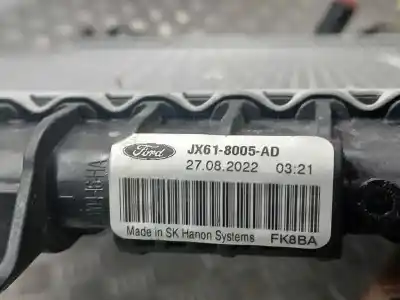 Ford
JX61-8005-AD
27.08.2022 03:21
Made in SK Hanon Systems FK8BA